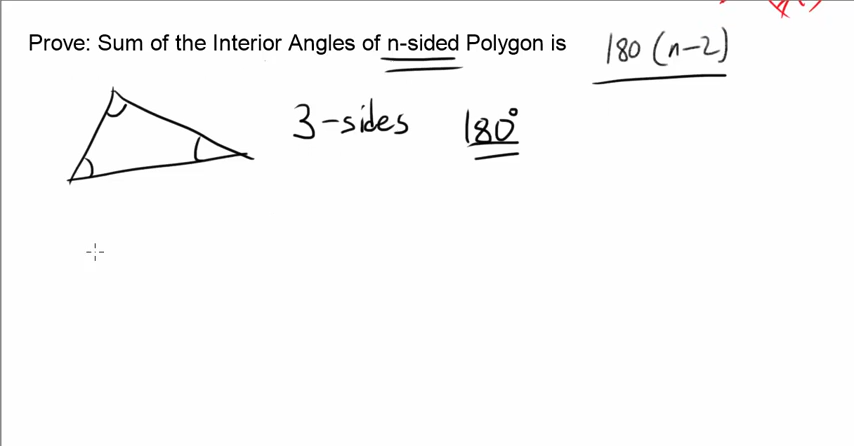 Prove: Sum of the Interior Angles of n-sided Polygon is 180 (n-2)
3-sides 180°